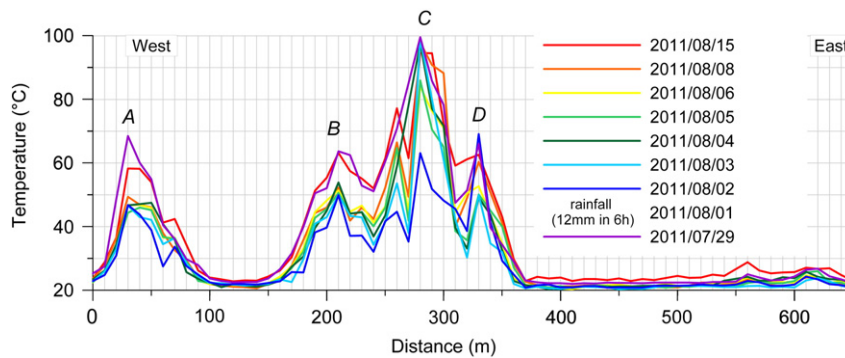 C
100
West
East
2011/08/15
2011/08/08
80
A
2011/08/06
B
D
2011/08/05
60
2011/08/04
2011/08/03
40
2011/08/02
rainfall
(12mm in 6h)
2011/08/01
2011/07/29
20
0
100
200
300
400
500
600
Temperature (°C)
Distance (m)